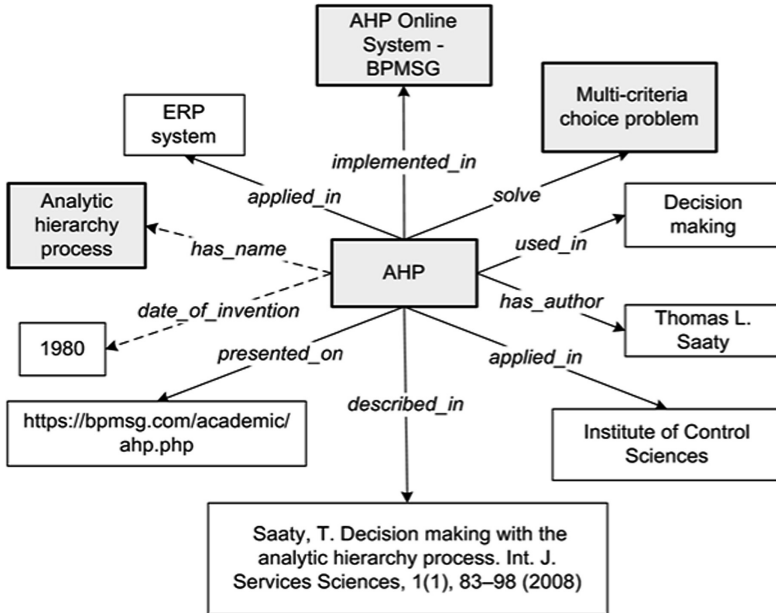 AHP Online
System -
BPMSG
Multi-criteria
choice problem
ERP
system
implemented_in
applied_in
solve
Analytic
hierarchy
process
Decision
making
has_name
used_in
AHP
date_of_invention
has_author
1980
Thomas L.
Saaty
presented_on
applied_in
described_in
https://bpmsg.com/academic/
ahp.php
Institute of Control
Sciences
Saaty, T. Decision making with the
analytic hierarchy process. Int. J.
Services Sciences, 1(1), 83–98 (2008)